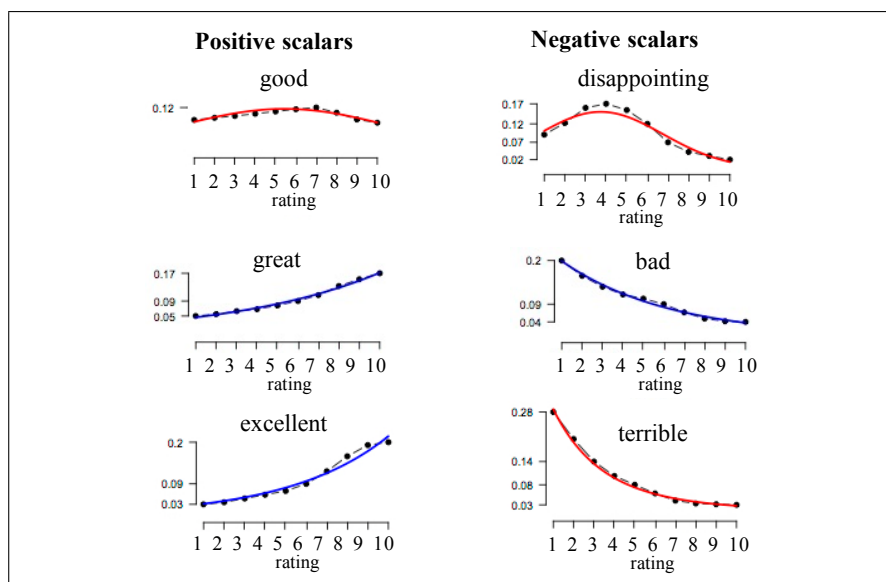 Positive scalars
Negative scalars
good
0.12
1 2 3 4 5 6 7 8 9 10
rating
disappointing
0.17
0.12
0.07
0.02
1 2 3 4 5 6 7 8 9 10
rating
great
0.17
0.09
0.05
1 2 3 4 5 6 7 8 9 10
rating
bad
0.2
0.09
0.04
1 2 3 4 5 6 7 8 9 10
rating
excellent
0.2
0.09
0.03
1 2 3 4 5 6 7 8 9 10
rating
terrible
0.28
0.14
0.08
0.03
1 2 3 4 5 6 7 8 9 10
rating